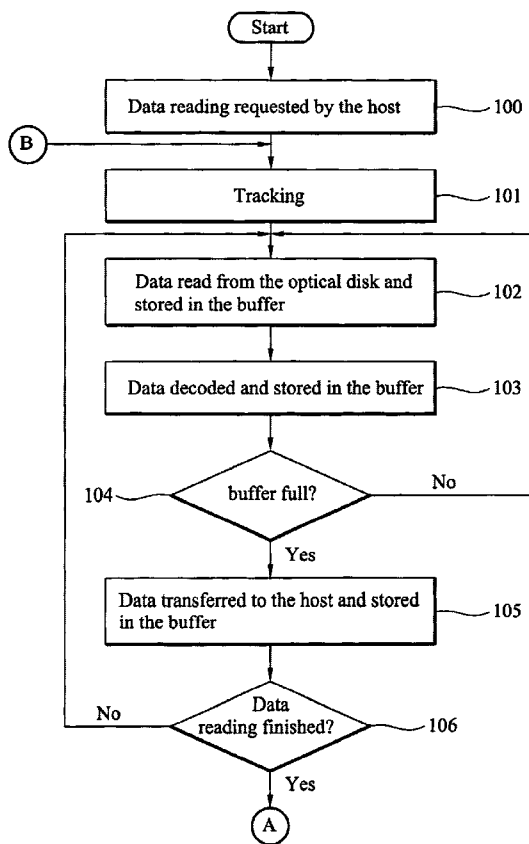 Start
Data reading requested by the host
100
B
Tracking
101
Data read from the optical disk and
stored in the buffer
102
Data decoded and stored in the buffer
103
buffer full?
104
No
Yes
Data transferred to the host and stored
in the buffer
105
Data
reading finished?
No
106
Yes
A